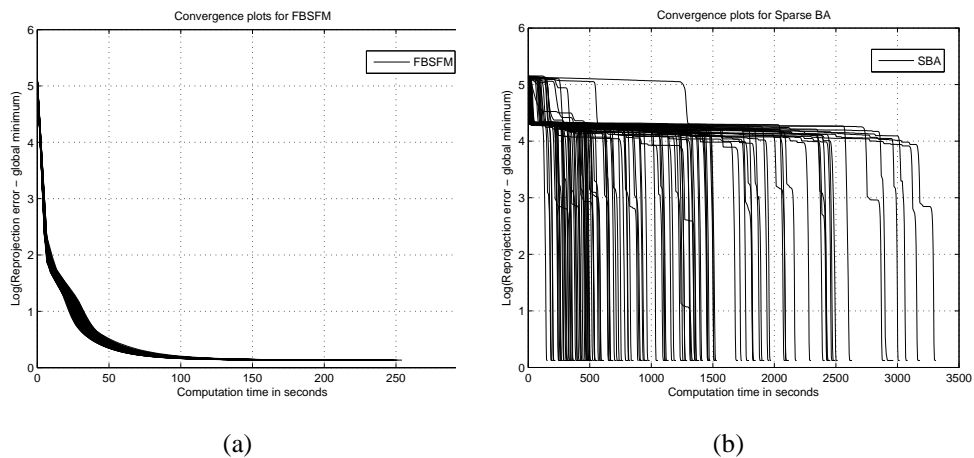 Convergence plots for FBSFM
Log(Reprojection error − global minimum)
6
5
4
3
2
1
0
FBSFM
0 50 100 150 200 250
Computation time in seconds
(a)
Convergence plots for Sparse BA
Log(Reprojection error − global minimum)
6
5
4
3
2
1
0
SBA
0 500 1000 1500 2000 2500 3000 3500
Computation time in seconds
(b)